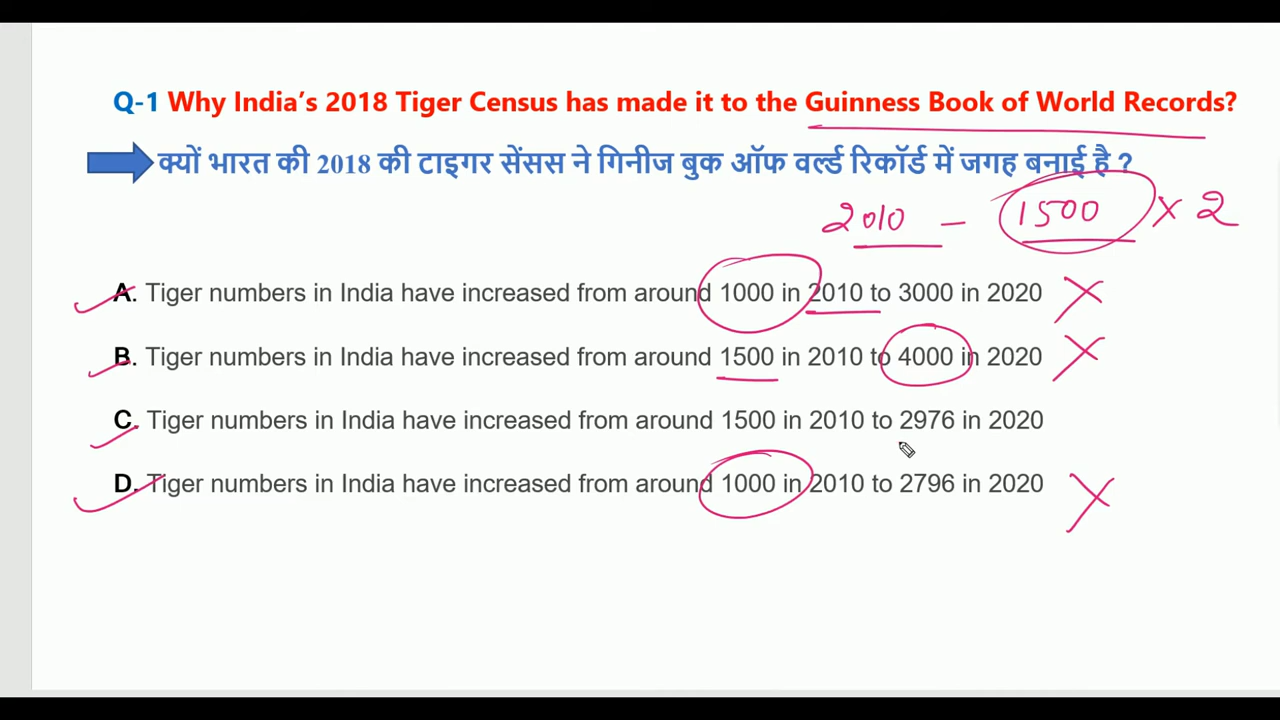 Q-1 Why India's 2018 Tiger Census has made it to the Guinness Book of World Records?
क्यों भारत की 2018 की टाइगर सेंसस ने गिनीज बुक ऑफ वर्ल्ड रिकॉर्ड में जगह बनाई है ?
2010 - 1500 x 2
A. Tiger numbers in India have increased from around 1000 in 2010 to 3000 in 2020
B. Tiger numbers in India have increased from around 1500 in 2010 to 4000 in 2020
C. Tiger numbers in India have increased from around 1500 in 2010 to 2976 in 2020
D. Tiger numbers in India have increased from around 1000 in 2010 to 2796 in 2020